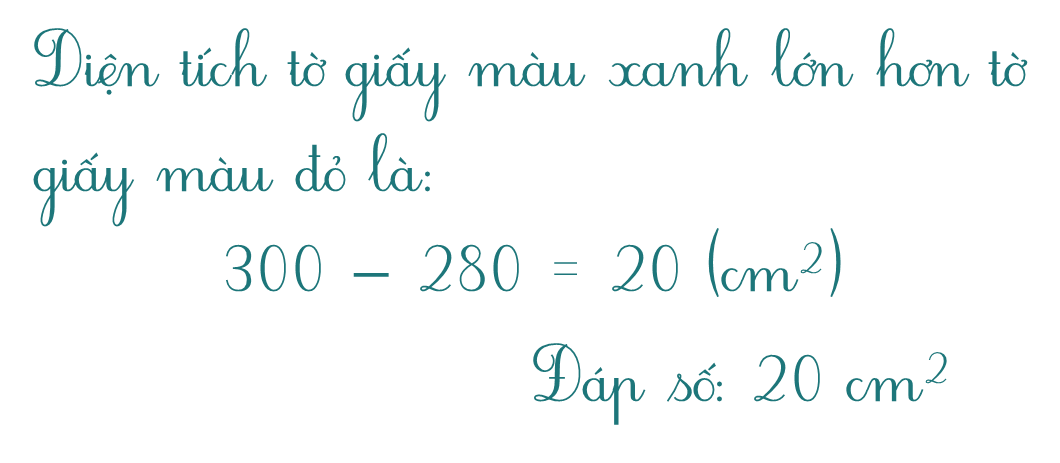 Diện tích tờ giấy màu xanh lớn hơn tờ
giấy màu đỏ là:
300 – 280 = 20 (cm²)
Đáp số: 20 cm²